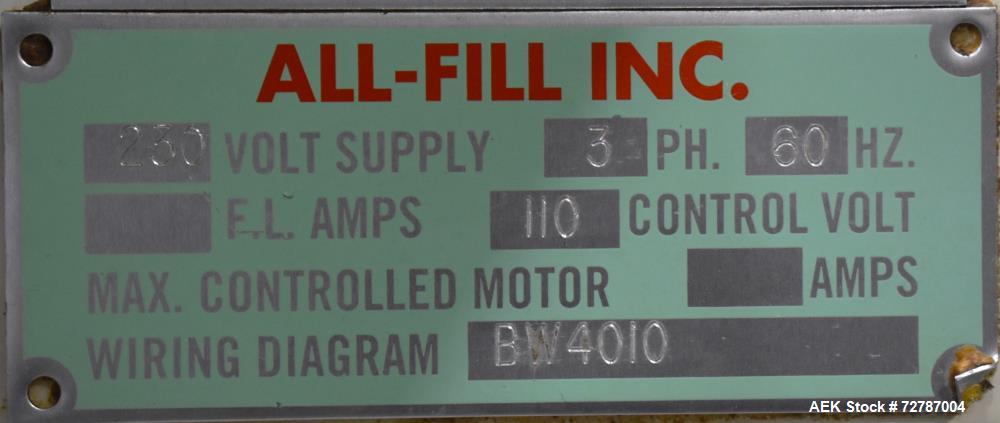 ALL-FILL INC.
230 VOLT SUPPLY 3 PH. 60 HZ.
F.L. AMPS 110 CONTROL VOLT
MAX. CONTROLLED MOTOR AMPS
WIRING DIAGRAM BW4010
AEK Stock # 72787004